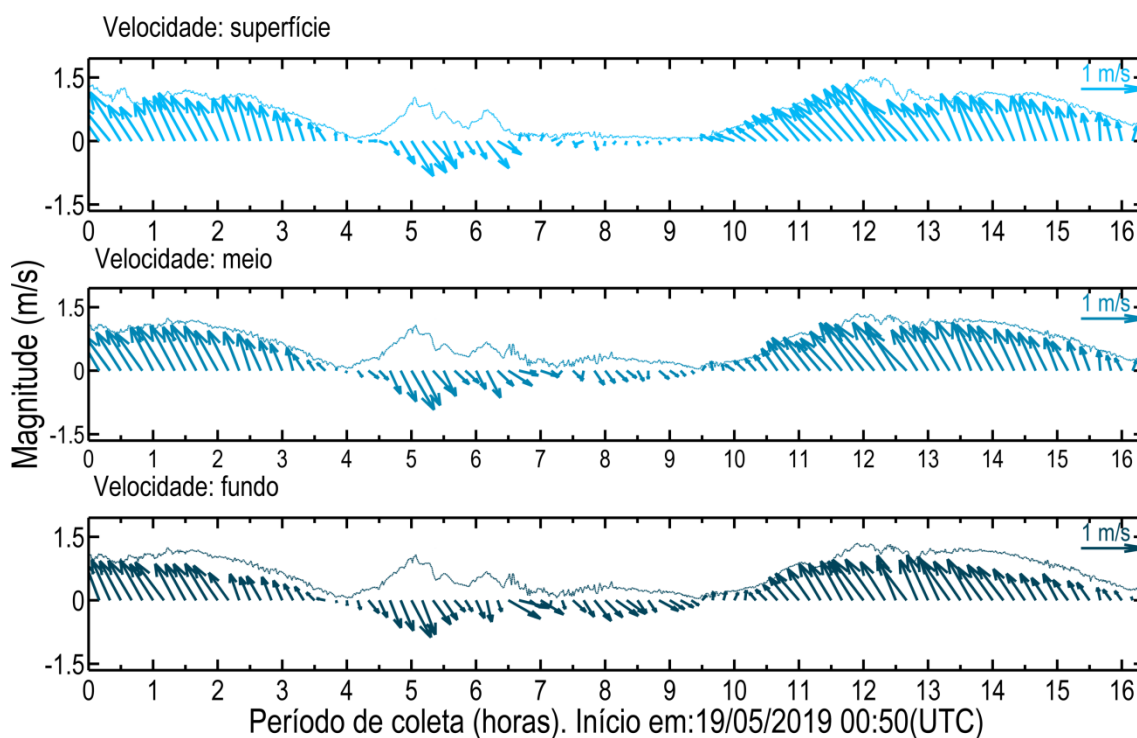 Velocidade: superfície
1.5
0
-1.5
1 m/s
0 1 2 3 4 5 6 7 8 9 10 11 12 13 14 15 16
Velocidade: meio
Magnitude (m/s)
1.5
0
-1.5
1 m/s
0 1 2 3 4 5 6 7 8 9 10 11 12 13 14 15 16
Velocidade: fundo
1.5
0
-1.5
1 m/s
0 1 2 3 4 5 6 7 8 9 10 11 12 13 14 15 16
Período de coleta (horas). Início em:19/05/2019 00:50(UTC)